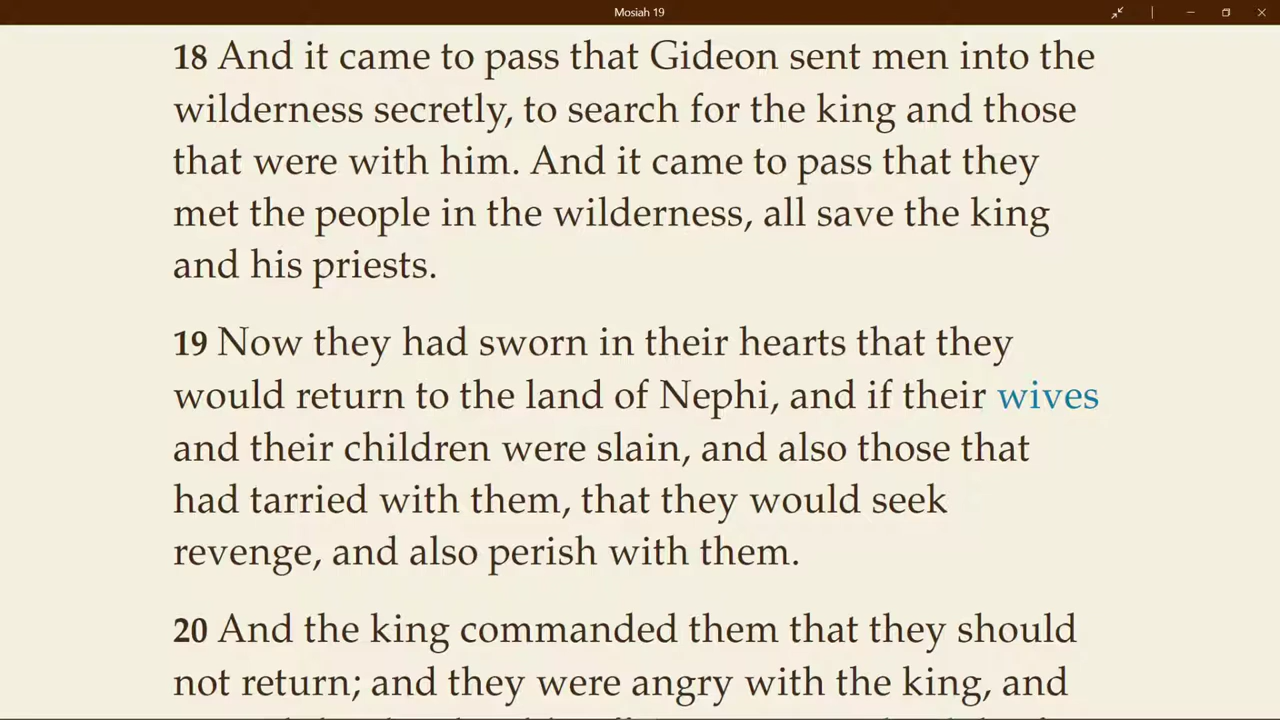 Mosiah 19
18 And it came to pass that Gideon sent men into the
wilderness secretly, to search for the king and those
that were with him. And it came to pass that they
met the people in the wilderness, all save the king
and his priests.
19 Now they had sworn in their hearts that they
would return to the land of Nephi, and if their wives
and their children were slain, and also those that
had tarried with them, that they would seek
revenge, and also perish with them.
20 And the king commanded them that they should
not return; and they were angry with the king, and